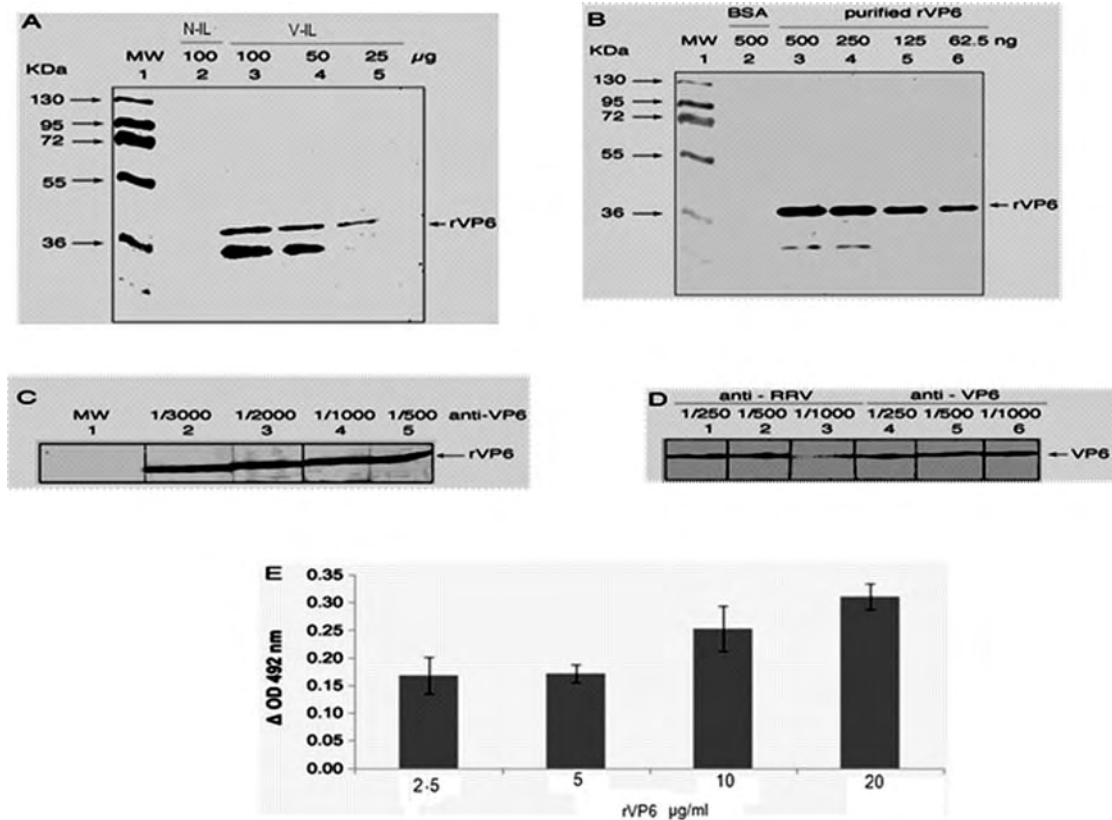 A
N-IL V-IL
MW 100 100 50 25 µg
KDa 1 2 3 4 5
130
95
72
55
36
rVP6
B
BSA purified rVP6
MW 500 500 250 125 62.5 ng
KDa 1 2 3 4 5 6
130
95
72
55
36
rVP6
C
MW 1/3000 1/2000 1/1000 1/500 anti-VP6
1 2 3 4 5
rVP6
D
anti - RRV anti - VP6
1/250 1/500 1/1000 1/250 1/500 1/1000
1 2 3 4 5 6
VP6
E
0.35
0.30
0.25
0.20
0.15
0.10
0.05
0.00
Δ OD 492 nm
2·5 5 10 20
rVP6 µg/ml